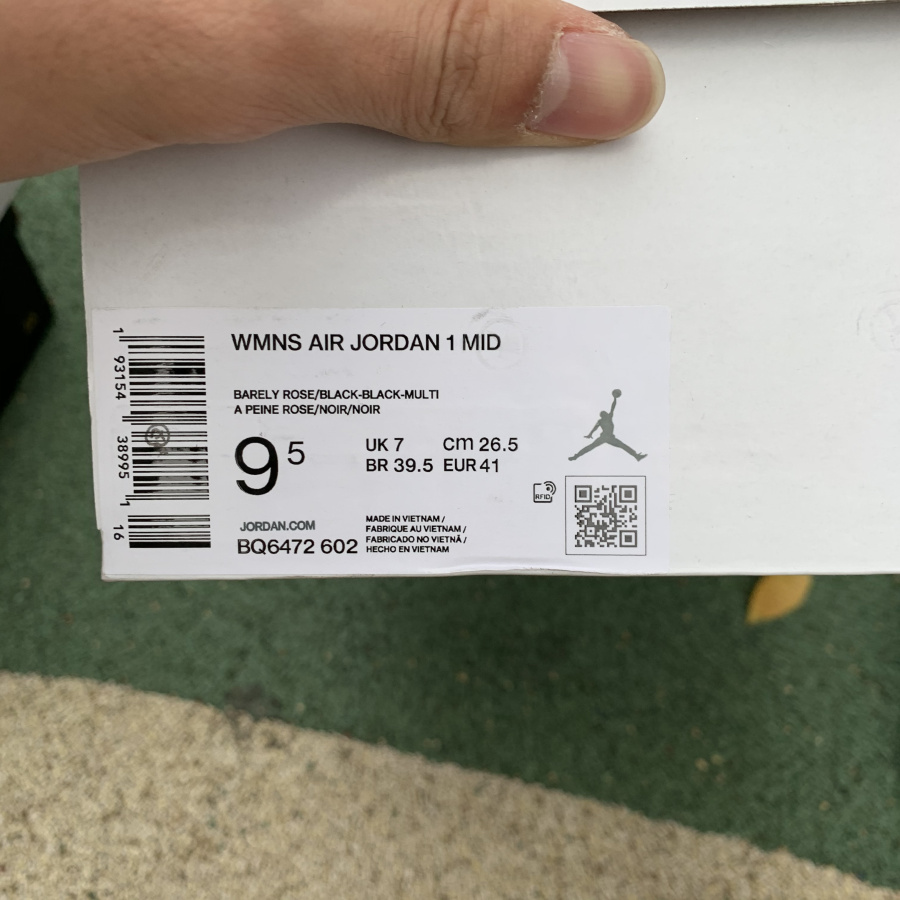 WMNS AIR JORDAN 1 MID
BARELY ROSE/BLACK-BLACK-MULTI
A PEINE ROSE/NOIR/NOIR
9 5
UK 7 cm 26.5
BR 39.5 EUR 41
RFID
JORDAN.COM
BQ6472 602
MADE IN VIETNAM /
FABRIQUE AU VIETNAM /
FABRICADO NO VIETNÃ /
HECHO EN VIETNAM
1 93154 38995 1 16